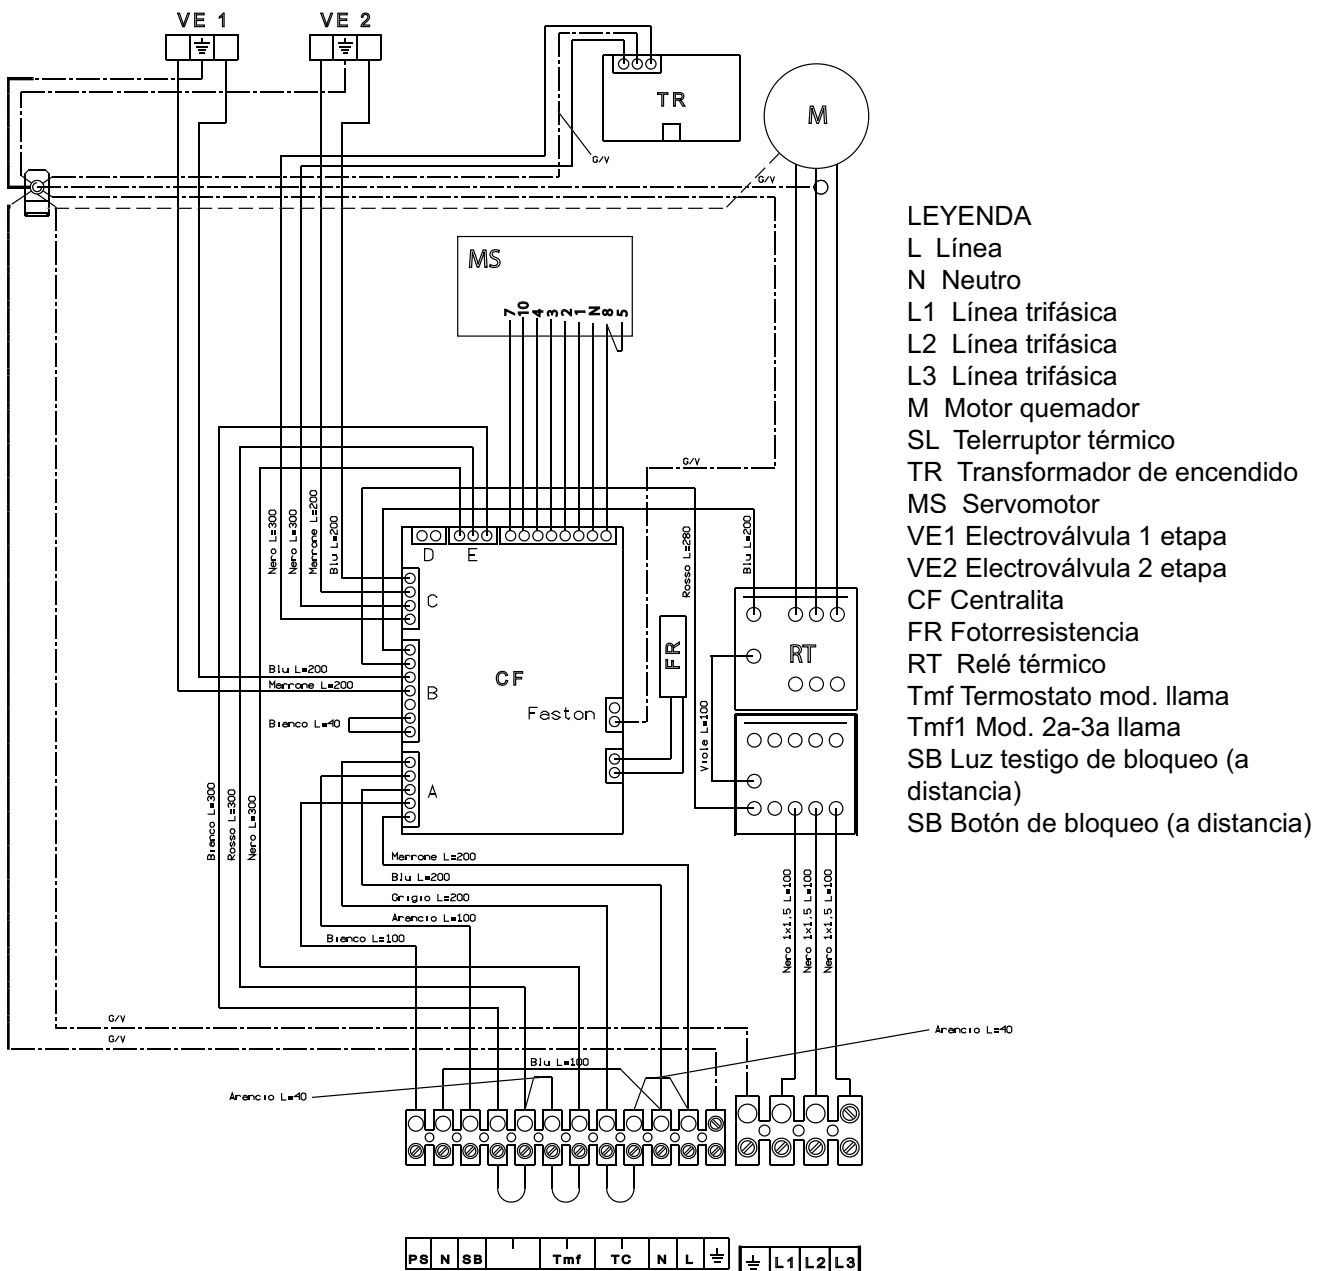 VE 1
VE 2
TR
M
G/V
G/V
MS
7 10 4 3 2 1 N 8 5
G/V
LEYENDA
L Línea
N Neutro
L1 Línea trifásica
L2 Línea trifásica
L3 Línea trifásica
M Motor quemador
SL Telerruptor térmico
TR Transformador de encendido
MS Servomotor
VE1 Electroválvula 1 etapa
VE2 Electroválvula 2 etapa
CF Centralita
FR Fotorresistencia
RT Relé térmico
Tmf Termostato mod. llama
Tmf1 Mod. 2a-3a llama
SB Luz testigo de bloqueo (a
distancia)
SB Botón de bloqueo (a distancia)
Nero L=300
Nero L=300
Marrone L=200
Blu L=200
D
E
C
Rosso L=280
Blu L=200
RT
FR
CF
Blu L=200
Marrone L=200
B
Bianco L=40
Faston
Viola L=100
A
Bianco L=300
Rosso L=300
Nero L=300
Marrone L=200
Blu L=200
Grigio L=200
Arancio L=100
Bianco L=100
Nero 1x1,5 L=100
Nero 1x1,5 L=100
Nero 1x1,5 L=100
G/V
G/V
Arancio L=40
Blu L=100
Arancio L=40
PS N SB Tmf TC N L
L1 L2 L3